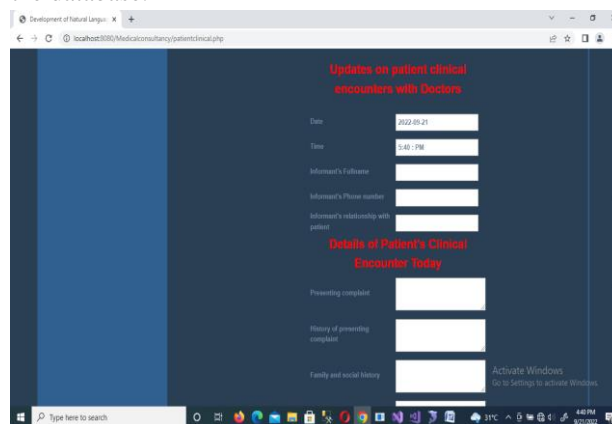 Development of Natural Langua
localhost:8080/Medicalconsultancy/patientclinical.php
Updates on patient clinical
encounters with Doctors
Date
2022-09-21
Time
5:40 : PM
Informant's Fullname
Informant's Phone number
Informant's relationship with
patient
Details of Patient's Clinical
Encounter Today
Presenting complaint
History of presenting
complaint
Family and social history
Activate Windows
Go to Settings to activate Windows.
Type here to search
31°C
4:40 PM
9/21/2022